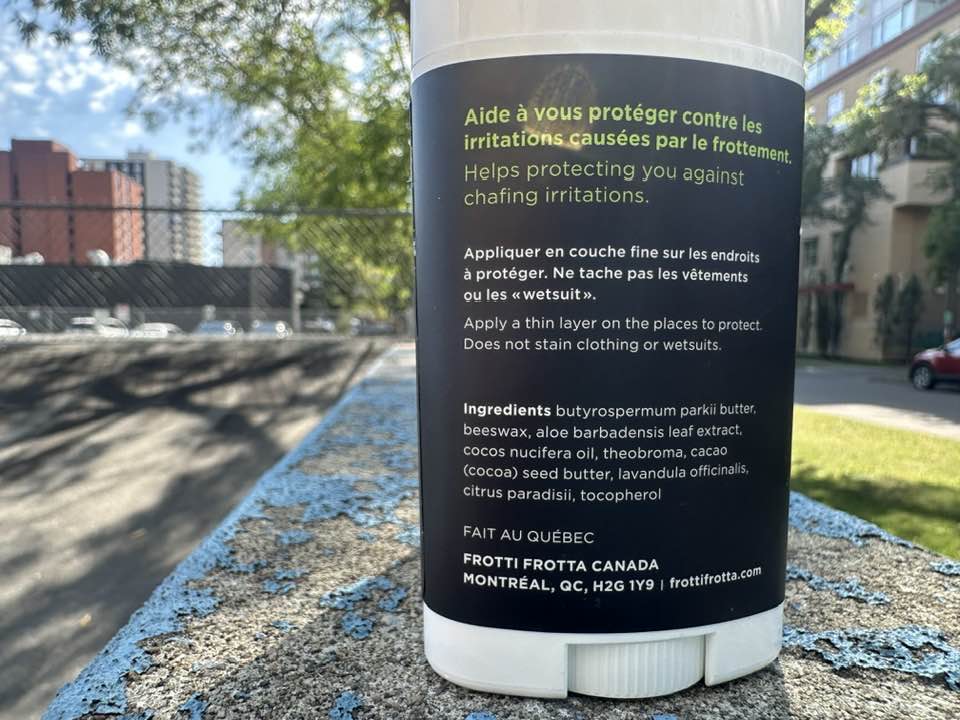 Aide à vous protéger contre les
irritations causées par le frottement.
Helps protecting you against
chafing irritations.
Appliquer en couche fine sur les endroits
à protéger. Ne tache pas les vêtements
ou les « wetsuit ».
Apply a thin layer on the places to protect.
Does not stain clothing or wetsuits.
Ingredients butyrospermum parkii butter,
beeswax, aloe barbadensis leaf extract,
cocos nucifera oil, theobroma, cacao
(cocoa) seed butter, lavandula officinalis,
citrus paradisii, tocopherol
FAIT AU QUÉBEC
FROTTI FROTTA CANADA
MONTRÉAL, QC, H2G 1Y9 | frottifrotta.com